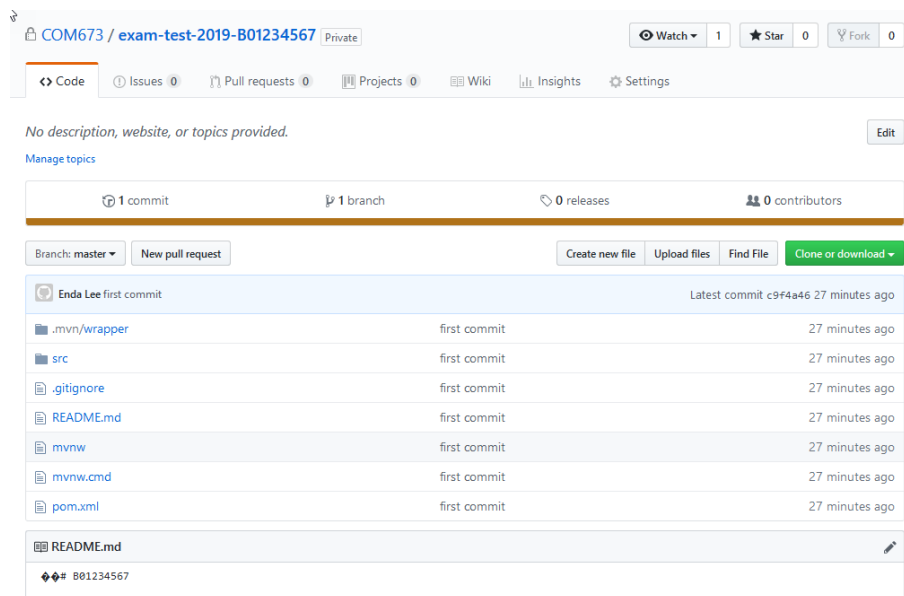 COM673 / exam-test-2019-B01234567 Private Watch 1 Star 0 Fork 0
Code Issues 0 Pull requests 0 Projects 0 Wiki Insights Settings
No description, website, or topics provided. Edit
Manage topics
1 commit 1 branch 0 releases 0 contributors
Branch: master New pull request Create new file Upload files Find File Clone or download
Enda Lee first commit Latest commit c9f4a46 27 minutes ago
.mvn/wrapper first commit 27 minutes ago
src first commit 27 minutes ago
.gitignore first commit 27 minutes ago
README.md first commit 27 minutes ago
mvnw first commit 27 minutes ago
mvnw.cmd first commit 27 minutes ago
pom.xml first commit 27 minutes ago
README.md
��# B01234567